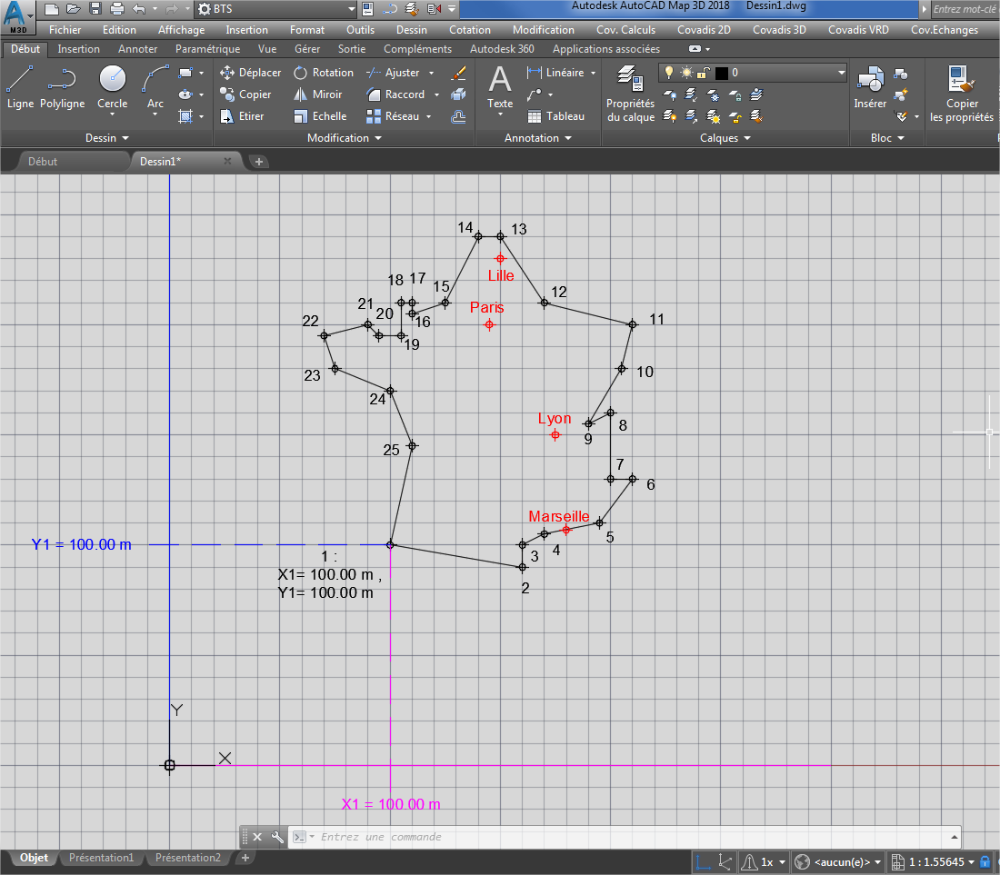 M3D
BTS
Autodesk AutoCAD Map 3D 2018 Dessin1.dwg
Entrez mot-clé
Fichier Edition Affichage Insertion Format Outils Dessin Cotation Modification Cov. Calculs Covadis 2D Covadis 3D Covadis VRD Cov.Echanges
Début Insertion Annoter Paramétrique Vue Gérer Sortie Compléments Autodesk 360 Applications associées
Ligne Polyligne Cercle Arc
Déplacer Rotation Ajuster
Copier Miroir Raccord
Etirer Echelle Réseau
Texte
Linéaire
Tableau
Propriétés
du calque
0
Insérer
Copier
les propriétés
Dessin Modification Annotation Calques Bloc
Début Dessin1*
14 13
Lille
18 17 15
12
21 20 Paris
16
22 19 11
23 10
24
Lyon
8
9
25
7
6
Marseille
5
Y1 = 100.00 m
4
3
1 :
X1= 100.00 m ,
Y1= 100.00 m
2
Y
X
X1 = 100.00 m
Entrez une commande
Objet Présentation1 Présentation2 +
1x <aucun(e)> 1 : 1.55645